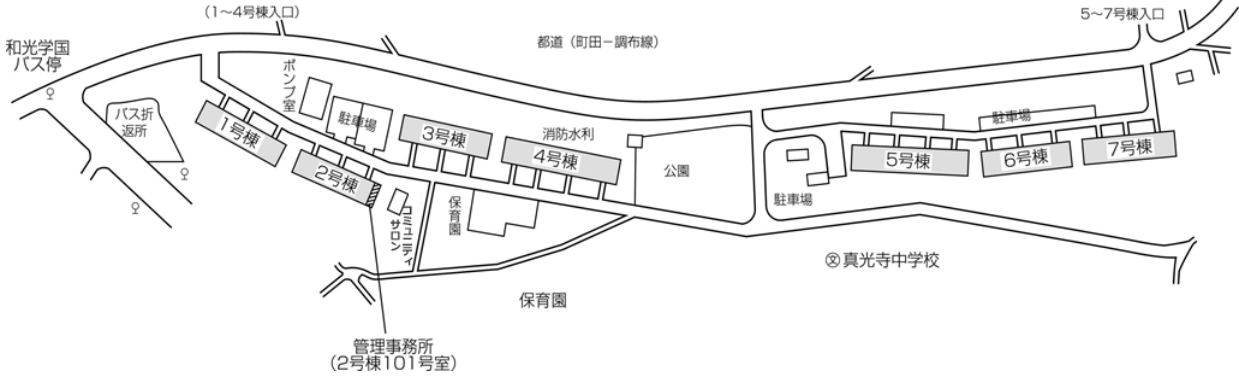 （1〜4号棟入口）
5〜7号棟入口
和光学園
バス停
都道（町田－調布線）
ポンプ室
バス折
返所
駐車場
1号棟
2号棟
3号棟
4号棟
消防水利
公園
駐車場
駐車場
5号棟
6号棟
7号棟
保育園
コミュニティ
サロン
文真光寺中学校
保育園
管理事務所
（2号棟101号室）